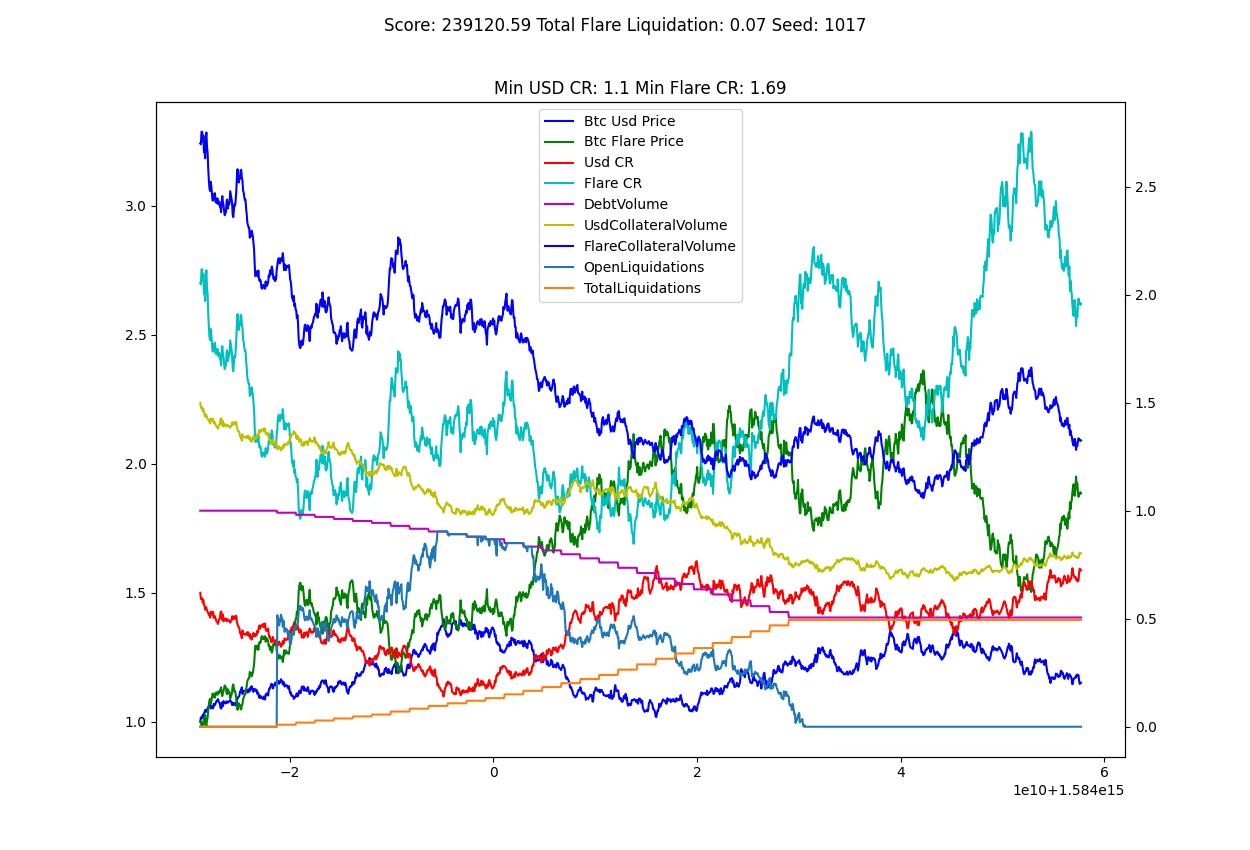 Score: 239120.59 Total Flare Liquidation: 0.07 Seed: 1017
Min USD CR: 1.1 Min Flare CR: 1.69
Btc Usd Price
Btc Flare Price
Usd CR
Flare CR
DebtVolume
UsdCollateralVolume
FlareCollateralVolume
OpenLiquidations
TotalLiquidations
3.0
2.5
2.0
1.5
1.0
2.5
2.0
1.5
1.0
0.5
0.0
−2
0
2
4
6
1e10+1.584e15